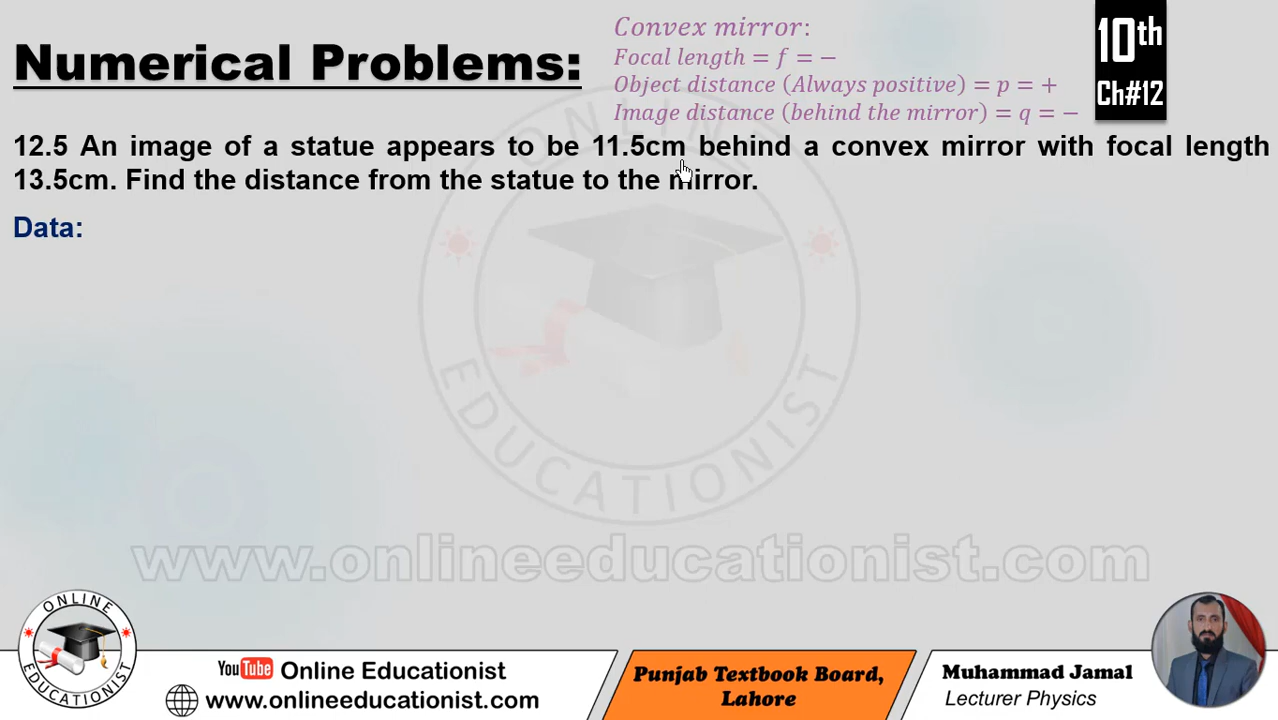 Numerical Problems:
Convex mirror:
Focal length = f = −
Object distance (Always positive) = p = +
Image distance (behind the mirror) = q = −
10th
Ch#12
12.5 An image of a statue appears to be 11.5cm behind a convex mirror with focal length
13.5cm. Find the distance from the statue to the mirror.
Data:
ONLINE
EDUCATIONIST
www.onlineeducationist.com
ONLINE
EDUCATIONIST
YouTube Online Educationist
www.onlineeducationist.com
Punjab Textbook Board,
Lahore
Muhammad Jamal
Lecturer Physics